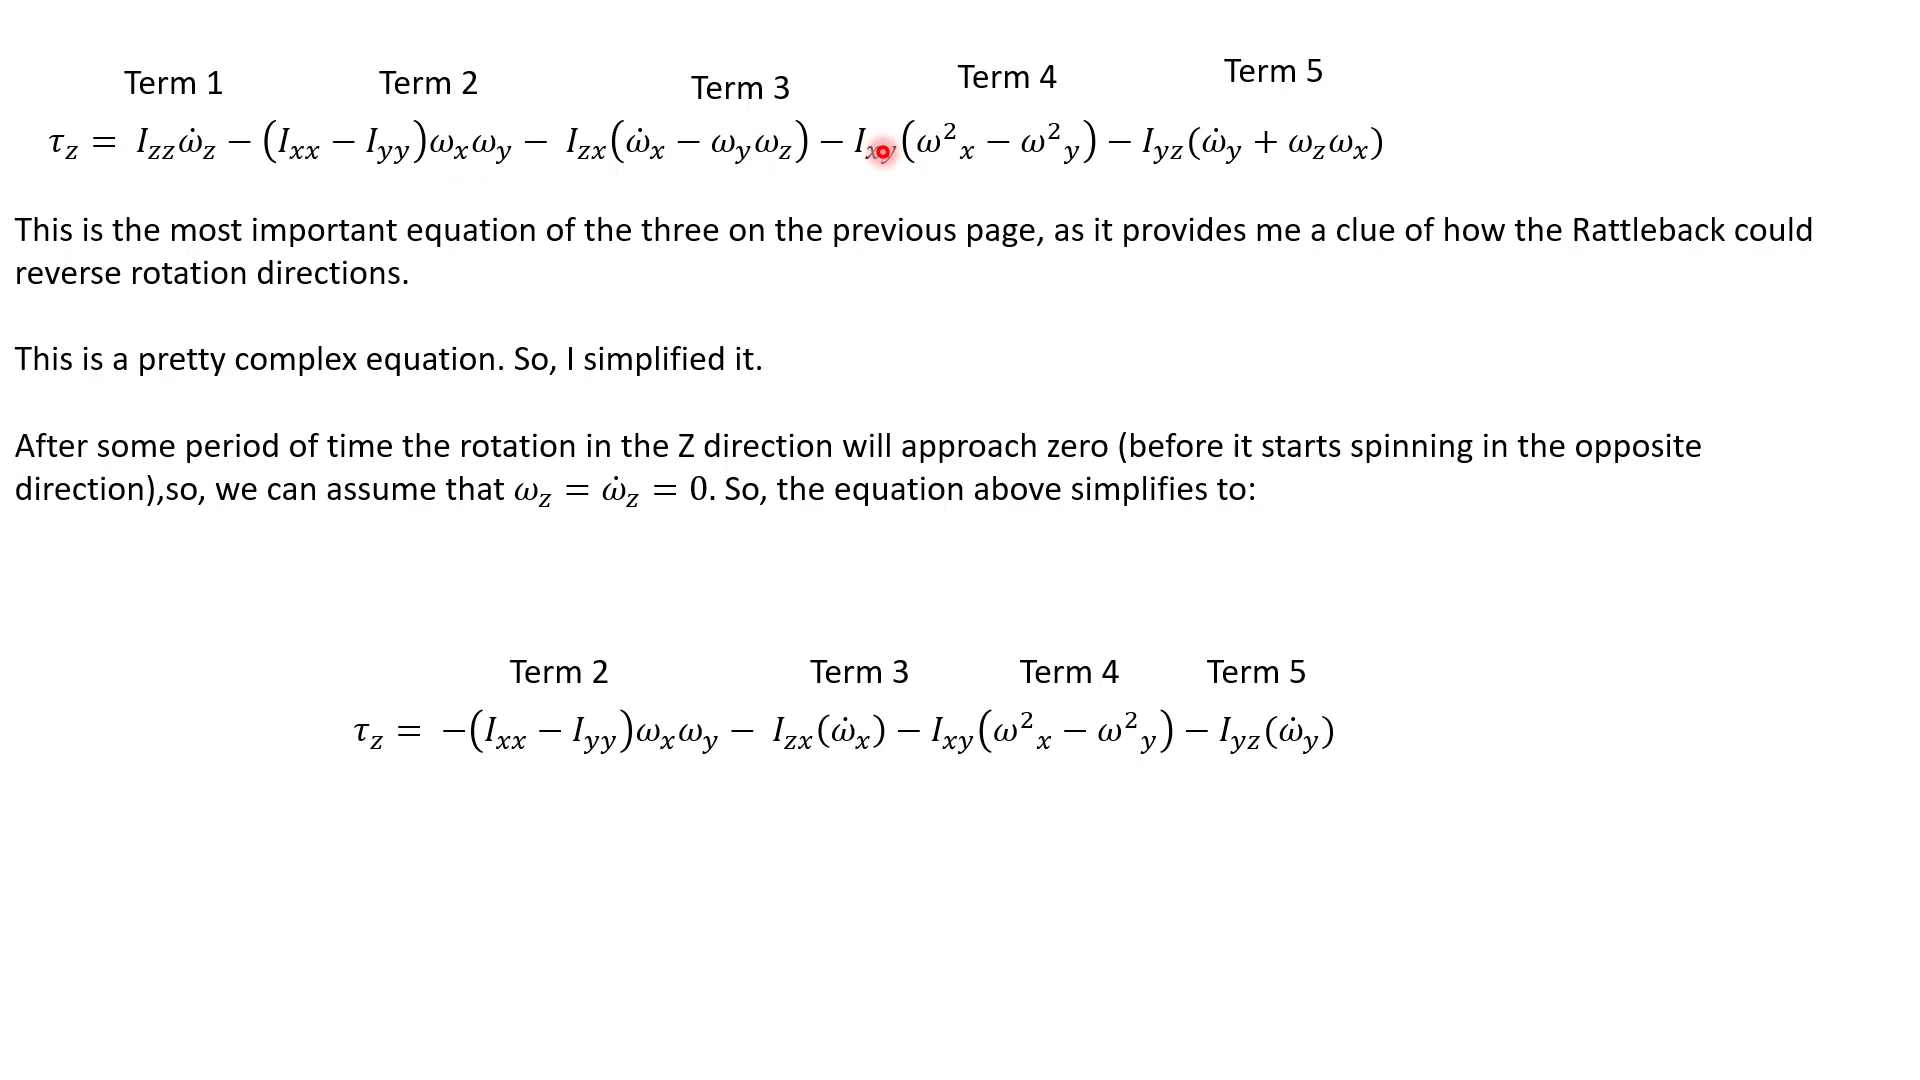 Term 1 Term 2 Term 3 Term 4 Term 5
τ_z = I_zz ω̇_z − (I_xx − I_yy)ω_x ω_y − I_zx(ω̇_x − ω_y ω_z) − I_xy(ω²_x − ω²_y) − I_yz(ω̇_y + ω_z ω_x)
This is the most important equation of the three on the previous page, as it provides me a clue of how the Rattleback could
reverse rotation directions.
This is a pretty complex equation. So, I simplified it.
After some period of time the rotation in the Z direction will approach zero (before it starts spinning in the opposite
direction),so, we can assume that ω_z = ω̇_z = 0. So, the equation above simplifies to:
Term 2 Term 3 Term 4 Term 5
τ_z = −(I_xx − I_yy)ω_x ω_y − I_zx(ω̇_x) − I_xy(ω²_x − ω²_y) − I_yz(ω̇_y)